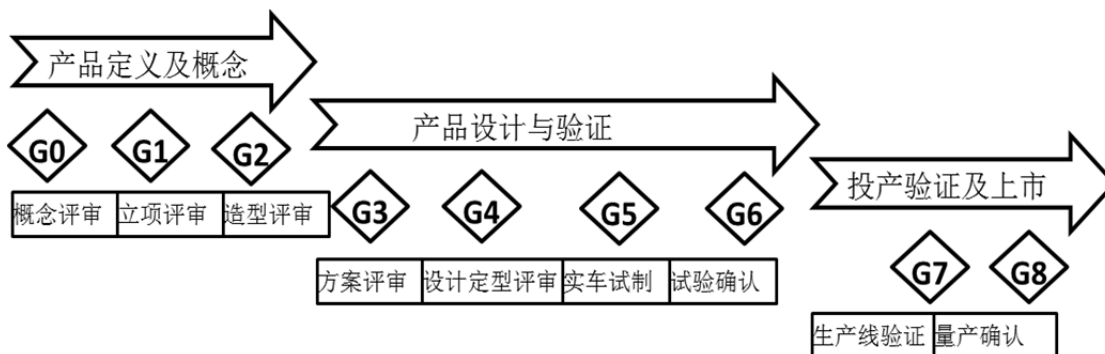 产品定义及概念
G0 G1 G2
概念评审 立项评审 造型评审
产品设计与验证
G3 G4 G5 G6
方案评审 设计定型评审 实车试制 试验确认
投产验证及上市
G7 G8
生产线验证 量产确认